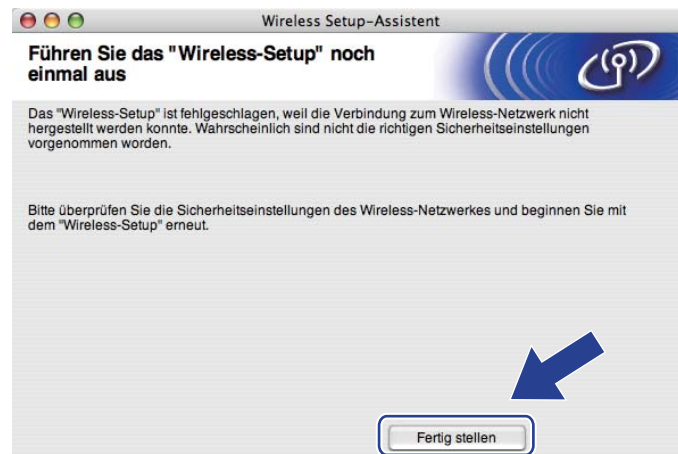 Wireless Setup-Assistent
Führen Sie das "Wireless-Setup" noch
einmal aus
Das "Wireless-Setup" ist fehlgeschlagen, weil die Verbindung zum Wireless-Netzwerk nicht
hergestellt werden konnte. Wahrscheinlich sind nicht die richtigen Sicherheitseinstellungen
vorgenommen worden.
Bitte überprüfen Sie die Sicherheitseinstellungen des Wireless-Netzwerkes und beginnen Sie mit
dem "Wireless-Setup" erneut.
Fertig stellen